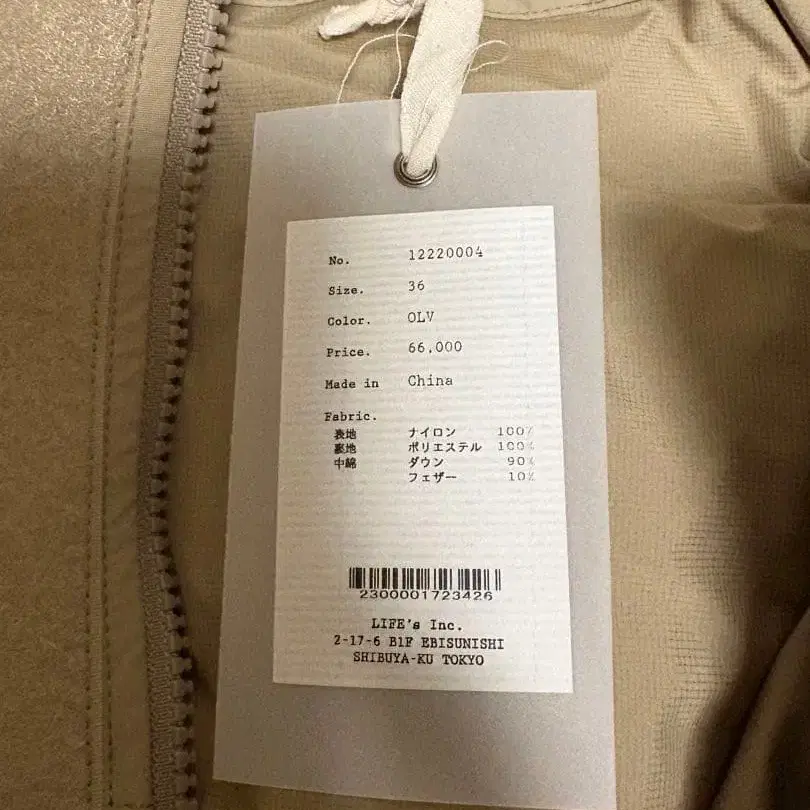 No. 12220004
Size. 36
Color. OLV
Price. 66,000
Made in China
Fabric.
表地 ナイロン 100%
裏地 ポリエステル 100%
中綿 ダウン 90%
フェザー 10%
2300001723426
LIFE's Inc.
2-17-6 B1F EBISUNISHI
SHIBUYA-KU TOKYO